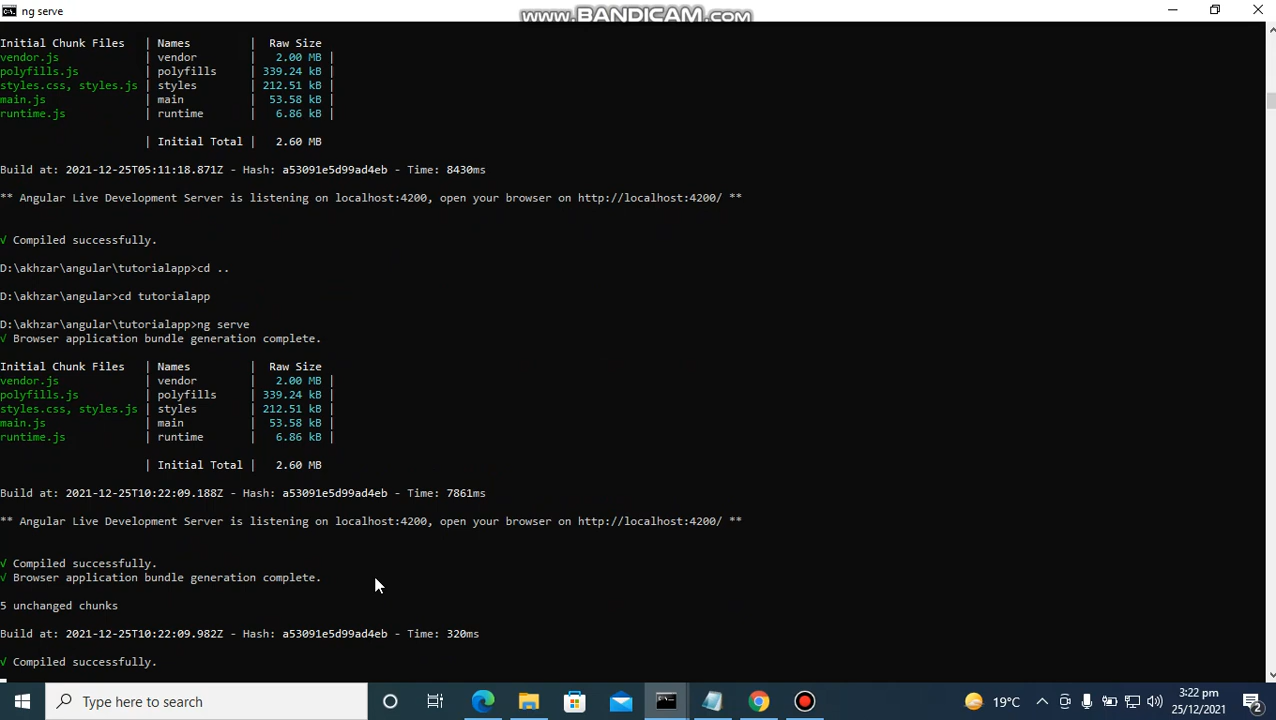 ng serve
www.BANDICAM.com
Initial Chunk Files | Names | Raw Size
vendor.js | vendor | 2.00 MB |
polyfills.js | polyfills | 339.24 kB |
styles.css, styles.js | styles | 212.51 kB |
main.js | main | 53.58 kB |
runtime.js | runtime | 6.86 kB |
| Initial Total | 2.60 MB
Build at: 2021-12-25T05:11:18.871Z - Hash: a53091e5d99ad4eb - Time: 8430ms
** Angular Live Development Server is listening on localhost:4200, open your browser on http://localhost:4200/ **
√ Compiled successfully.
D:\akhzar\angular\tutorialapp>cd ..
D:\akhzar\angular>cd tutorialapp
D:\akhzar\angular\tutorialapp>ng serve
√ Browser application bundle generation complete.
Initial Chunk Files | Names | Raw Size
vendor.js | vendor | 2.00 MB |
polyfills.js | polyfills | 339.24 kB |
styles.css, styles.js | styles | 212.51 kB |
main.js | main | 53.58 kB |
runtime.js | runtime | 6.86 kB |
| Initial Total | 2.60 MB
Build at: 2021-12-25T10:22:09.188Z - Hash: a53091e5d99ad4eb - Time: 7861ms
** Angular Live Development Server is listening on localhost:4200, open your browser on http://localhost:4200/ **
√ Compiled successfully.
√ Browser application bundle generation complete.
5 unchanged chunks
Build at: 2021-12-25T10:22:09.982Z - Hash: a53091e5d99ad4eb - Time: 320ms
√ Compiled successfully.
Type here to search
19°C
3:22 pm
25/12/2021
2